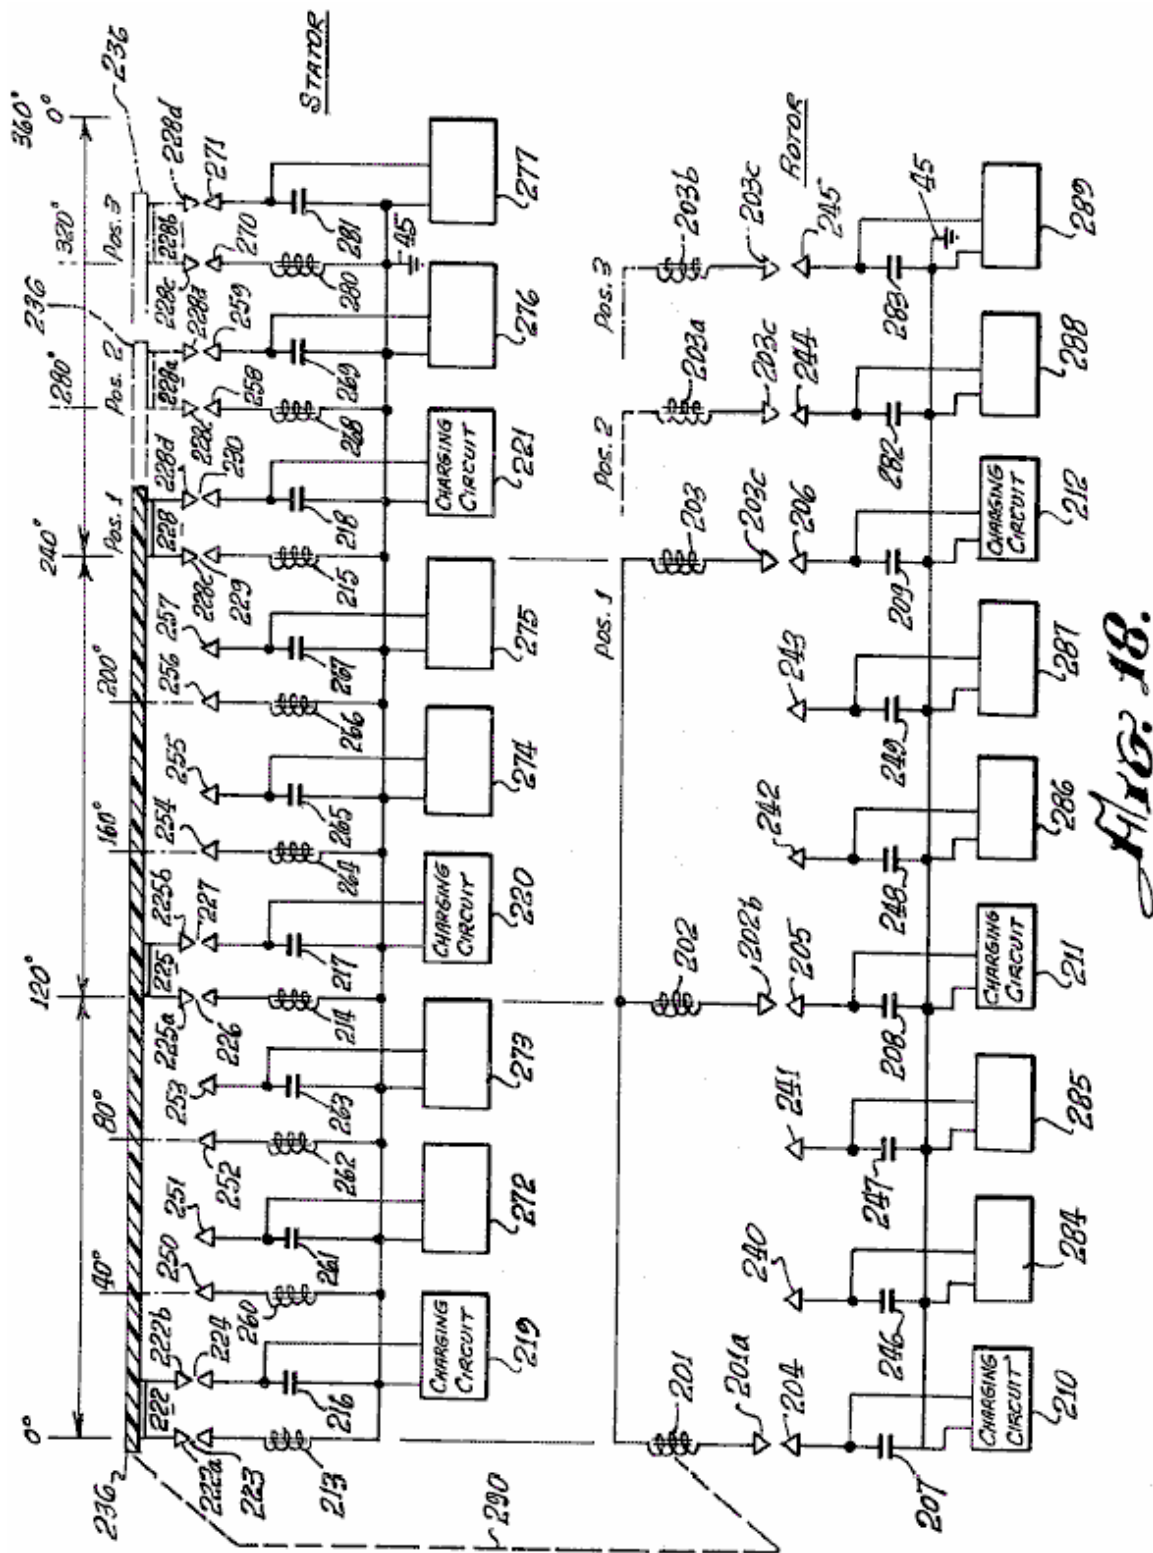 0° 40° 80° 120° 160° 200° 240° 280° 320° 360° 0°
Pos. 1 Pos. 2 Pos. 3
236 236 236
222 222b 225 225b 228 228d 228a 228d 228b 228d
222a 223 224 250 251 252 253 225a 226 227 254 255 256 257 228c 229 230 228c 258 259 228c 270 271
STATOR
213 216 260 261 262 263 214 217 264 265 266 267 215 218 268 269 280 281
45
CHARGING
CIRCUIT
219
272
273
CHARGING
CIRCUIT
220
274
275
CHARGING
CIRCUIT
221
276
277
290
Pos. 1 Pos. 2 Pos. 3
201 202 203 203a 203b
201a 202b 203c 203c 203c
204 240 241 205 242 243 206 244 245
ROTOR
207 246 247 208 248 249 209 282 283
45
CHARGING
CIRCUIT
210
284
285
CHARGING
CIRCUIT
211
286
287
CHARGING
CIRCUIT
212
288
289
FIG. 18.